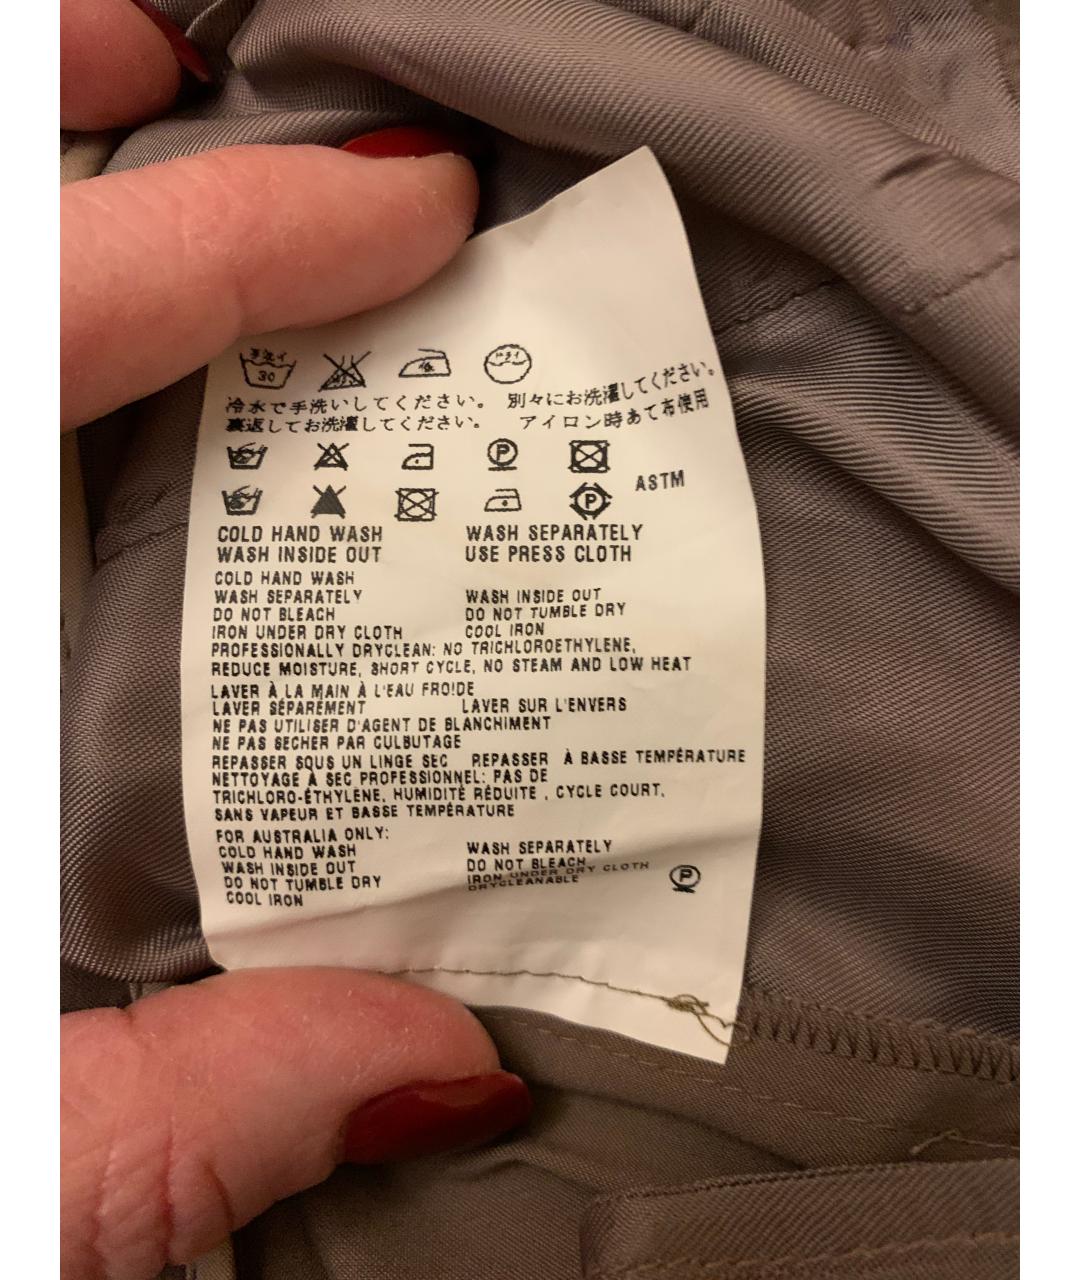 手洗イ 30 ドライ
冷水で手洗いしてください。 別々にお洗濯してください。
裏返してお洗濯してください。 アイロン時あて布使用
P
P ASTM
COLD HAND WASH WASH SEPARATELY
WASH INSIDE OUT USE PRESS CLOTH
COLD HAND WASH
WASH SEPARATELY WASH INSIDE OUT
DO NOT BLEACH DO NOT TUMBLE DRY
IRON UNDER DRY CLOTH COOL IRON
PROFESSIONALLY DRYCLEAN: NO TRICHLOROETHYLENE,
REDUCE MOISTURE, SHORT CYCLE, NO STEAM AND LOW HEAT
LAVER À LA MAIN À L'EAU FROIDE
LAVER SÉPARÉMENT LAVER SUR L'ENVERS
NE PAS UTILISER D'AGENT DE BLANCHIMENT
NE PAS SECHER PAR CULBUTAGE
REPASSER SOUS UN LINGE SEC REPASSER À BASSE TEMPÉRATURE
NETTOYAGE À SEC PROFESSIONNEL: PAS DE
TRICHLORO-ÉTHYLÈNE, HUMIDITÉ RÉDUITE , CYCLE COURT,
SANS VAPEUR ET BASSE TEMPÉRATURE
FOR AUSTRALIA ONLY:
COLD HAND WASH WASH SEPARATELY
WASH INSIDE OUT DO NOT BLEACH
DO NOT TUMBLE DRY IRON UNDER DRY CLOTH
COOL IRON DRYCLEANABLE P